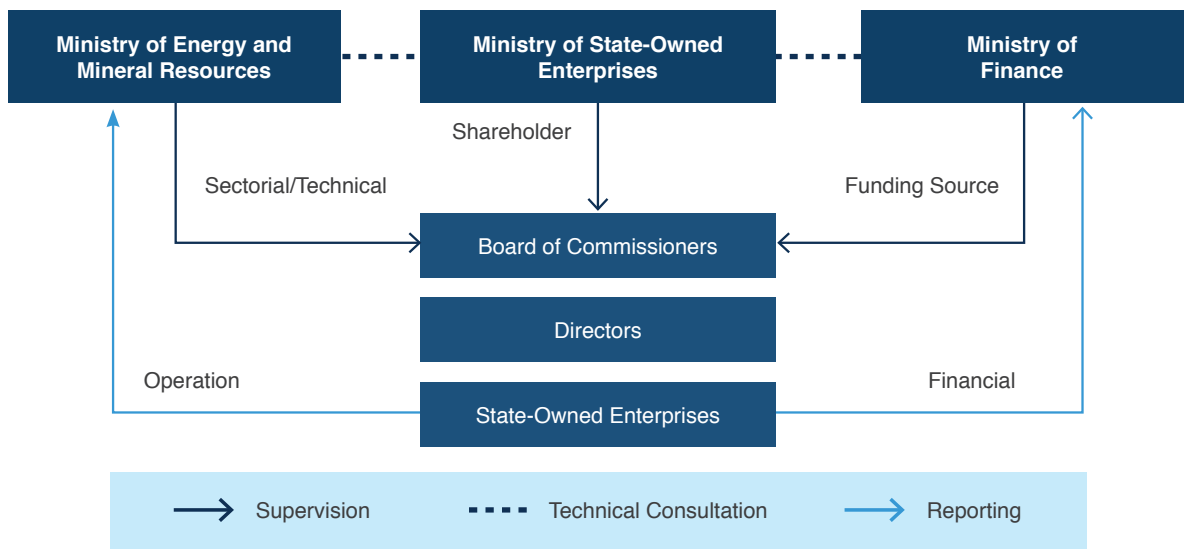 Ministry of Energy and
Mineral Resources
Ministry of State-Owned
Enterprises
Ministry of
Finance
Shareholder
Sectorial/Technical
Funding Source
Board of Commissioners
Directors
Operation
Financial
State-Owned Enterprises
Supervision
Technical Consultation
Reporting